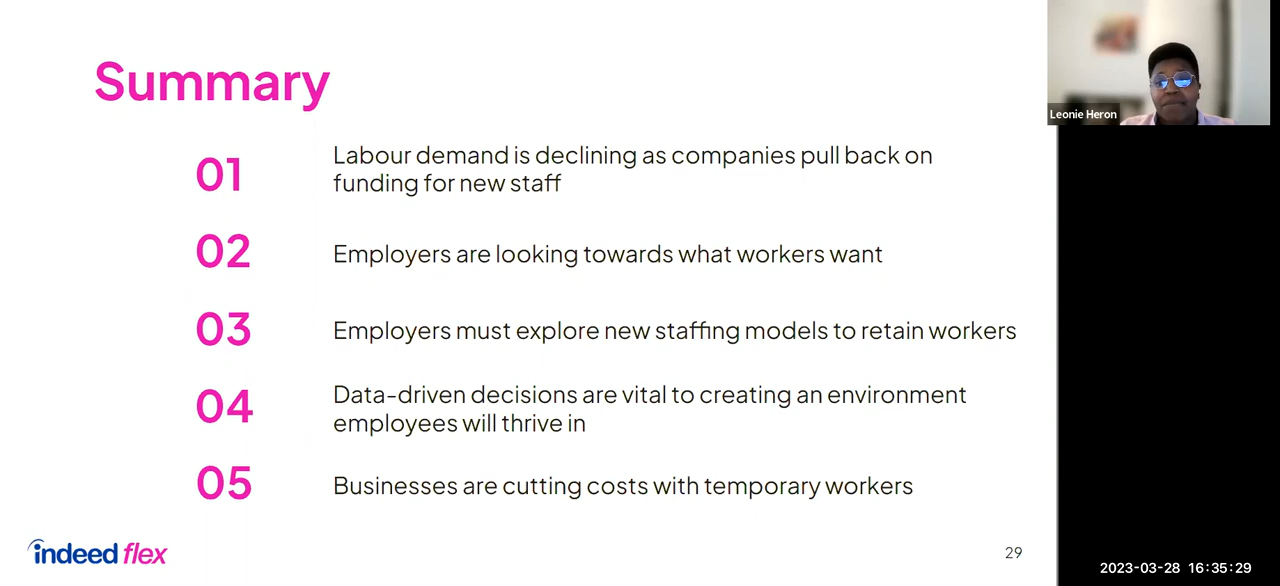 Summary
01
Labour demand is declining as companies pull back on
funding for new staff
02
Employers are looking towards what workers want
03
Employers must explore new staffing models to retain workers
04
Data-driven decisions are vital to creating an environment
employees will thrive in
05
Businesses are cutting costs with temporary workers
indeed flex
29
Leonie Heron
2023-03-28 16:35:29